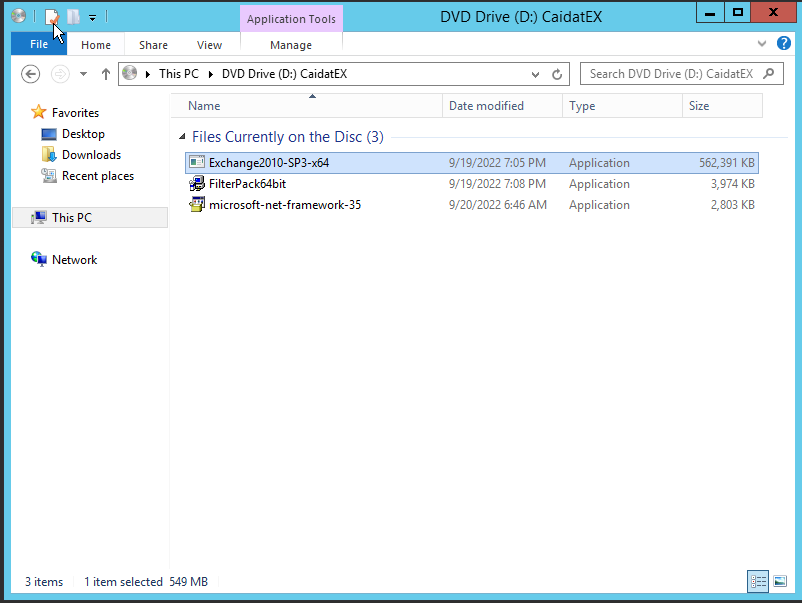 Application Tools
DVD Drive (D:) CaidatEX
File Home Share View Manage
This PC DVD Drive (D:) CaidatEX
Search DVD Drive (D:) CaidatEX
Favorites
Desktop
Downloads
Recent places
This PC
Network
Name Date modified Type Size
Files Currently on the Disc (3)
Exchange2010-SP3-x64 9/19/2022 7:05 PM Application 562,391 KB
FilterPack64bit 9/19/2022 7:08 PM Application 3,974 KB
microsoft-net-framework-35 9/20/2022 6:46 AM Application 2,803 KB
3 items 1 item selected 549 MB